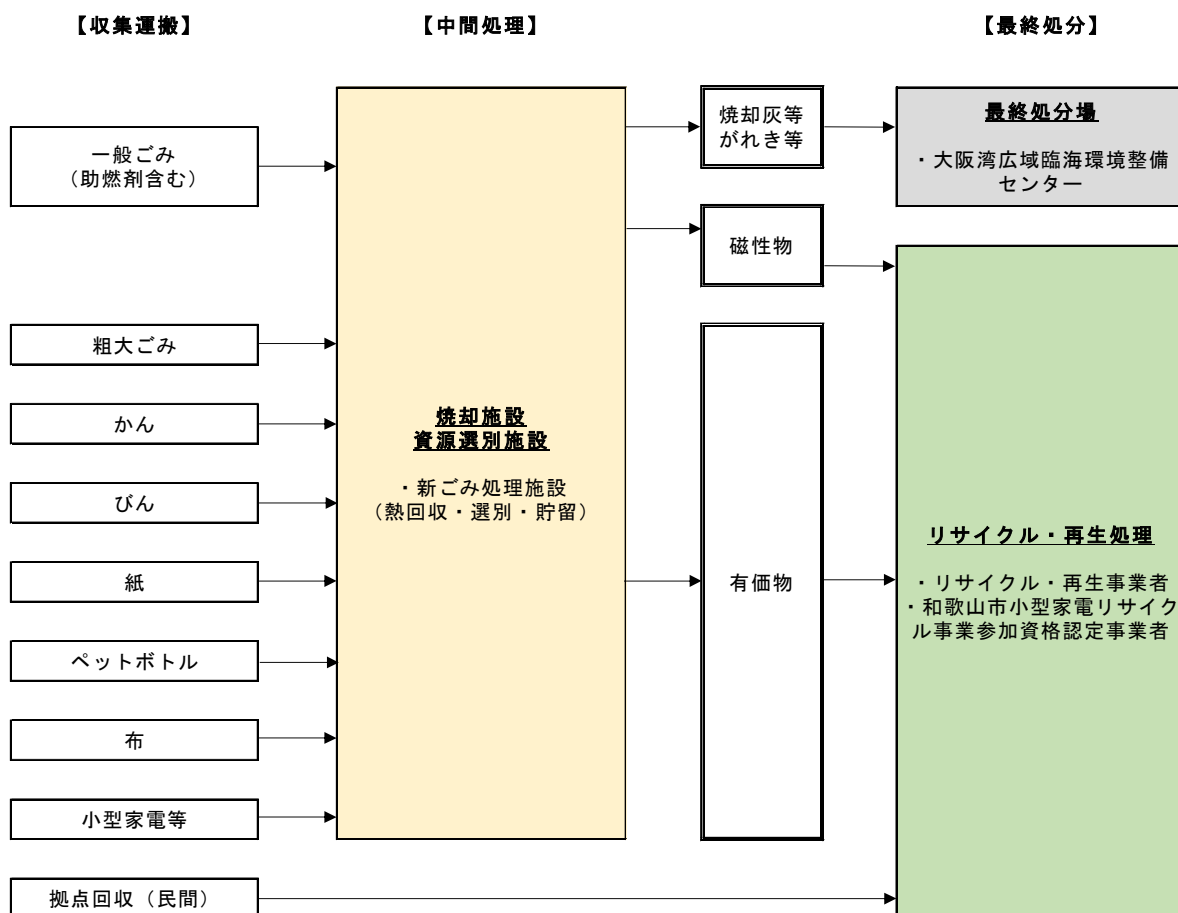 【収集運搬】
【中間処理】
【最終処分】
一般ごみ
（助燃剤含む）
粗大ごみ
かん
びん
紙
ペットボトル
布
小型家電等
拠点回収（民間）
焼却施設
資源選別施設
・新ごみ処理施設
（熱回収・選別・貯留）
焼却灰等
がれき等
磁性物
有価物
最終処分場
・大阪湾広域臨海環境整備
センター
リサイクル・再生処理
・リサイクル・再生事業者
・和歌山市小型家電リサイク
ル事業参加資格認定事業者